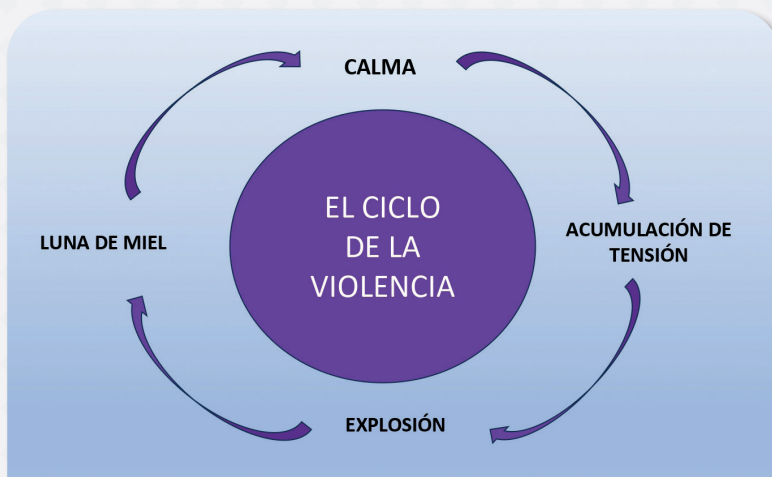 CALMA
EL CICLO
DE LA
VIOLENCIA
LUNA DE MIEL
ACUMULACIÓN DE
TENSIÓN
EXPLOSIÓN